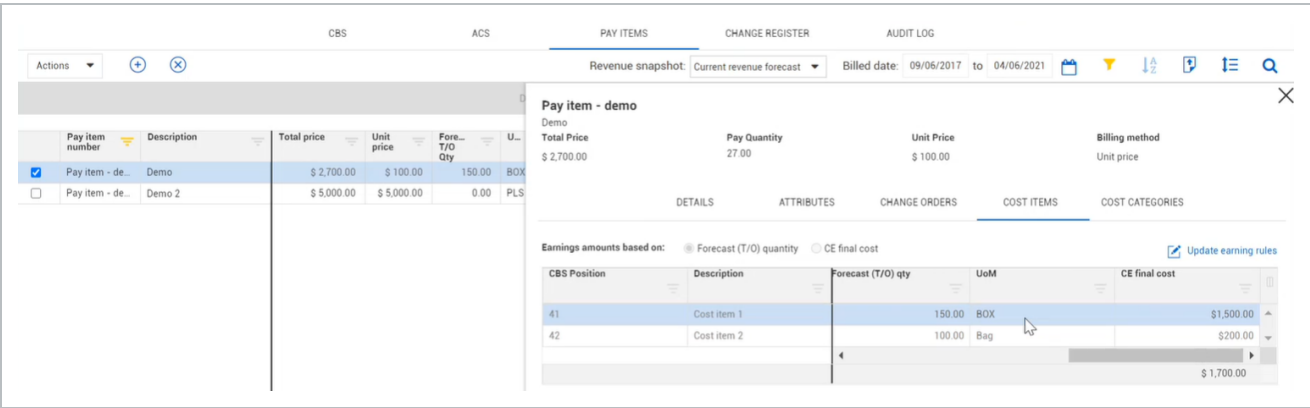 CBS ACS PAY ITEMS CHANGE REGISTER AUDIT LOG
Actions Revenue snapshot: Current revenue forecast Billed date: 09/06/2017 to 04/06/2021
Pay item number Description Total price Unit price Fore... T/O Qty U...
Pay item - de... Demo $ 2,700.00 $ 100.00 150.00 BOX
Pay item - de... Demo 2 $ 5,000.00 $ 5,000.00 0.00 PLS
Pay item - demo
Demo
Total Price Pay Quantity Unit Price Billing method
$ 2,700.00 27.00 $ 100.00 Unit price
DETAILS ATTRIBUTES CHANGE ORDERS COST ITEMS COST CATEGORIES
Earnings amounts based on: Forecast (T/O) quantity CE final cost Update earning rules
CBS Position Description Forecast (T/O) qty UoM CE final cost
41 Cost item 1 150.00 BOX $1,500.00
42 Cost item 2 100.00 Bag $200.00
$ 1,700.00